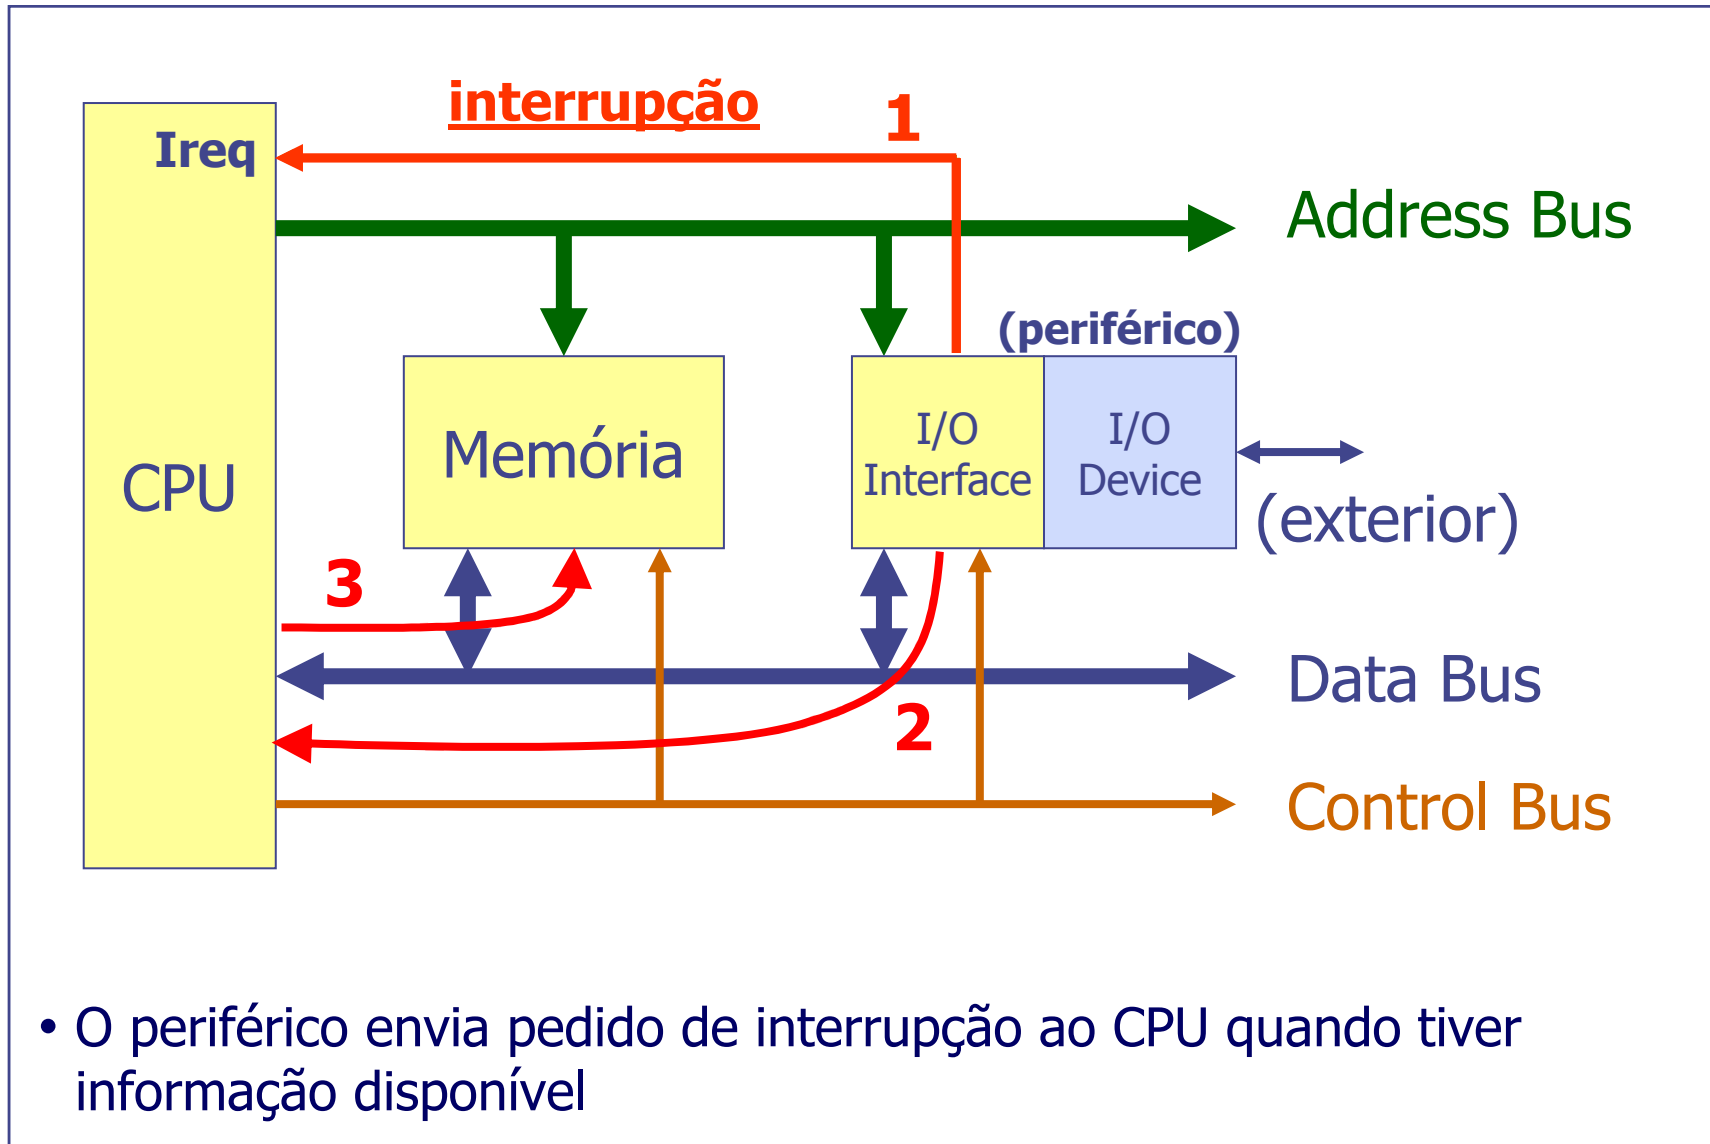 interrupção
1
Ireq
Address Bus
(periférico)
CPU
Memória
I/O
Interface
I/O
Device
(exterior)
3
Data Bus
2
Control Bus
• O periférico envia pedido de interrupção ao CPU quando tiver
informação disponível